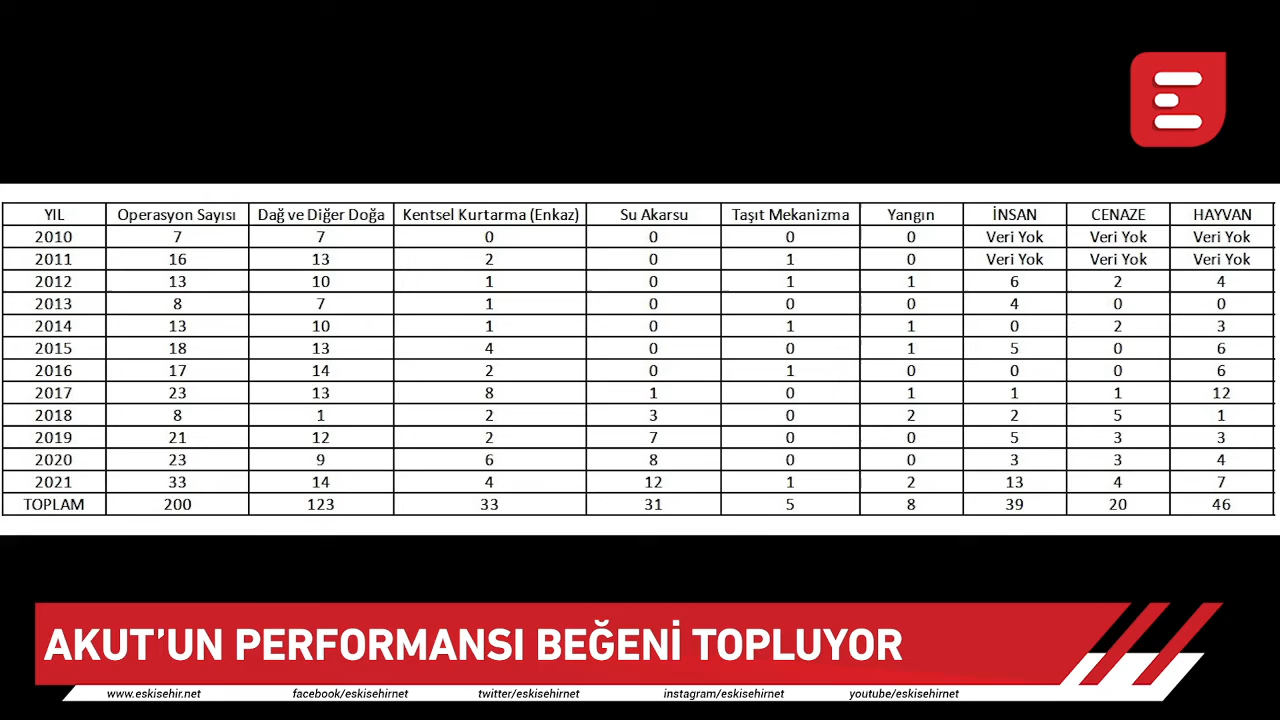 YIL Operasyon Sayısı Dağ ve Diğer Doğa Kentsel Kurtarma (Enkaz) Su Akarsu Taşıt Mekanizma Yangın İNSAN CENAZE HAYVAN
2010 7 7 0 0 0 0 Veri Yok Veri Yok Veri Yok
2011 16 13 2 0 1 0 Veri Yok Veri Yok Veri Yok
2012 13 10 1 0 1 1 6 2 4
2013 8 7 1 0 0 0 4 0 0
2014 13 10 1 0 1 1 0 2 3
2015 18 13 4 0 0 1 5 0 6
2016 17 14 2 0 1 0 0 0 6
2017 23 13 8 1 0 1 1 1 12
2018 8 1 2 3 0 2 2 5 1
2019 21 12 2 7 0 0 5 3 3
2020 23 9 6 8 0 0 3 3 4
2021 33 14 4 12 1 2 13 4 7
TOPLAM 200 123 33 31 5 8 39 20 46
AKUT'UN PERFORMANSI BEĞENİ TOPLUYOR
www.eskisehir.net facebook/eskisehirnet twitter/eskisehirnet instagram/eskisehirnet youtube/eskisehirnet